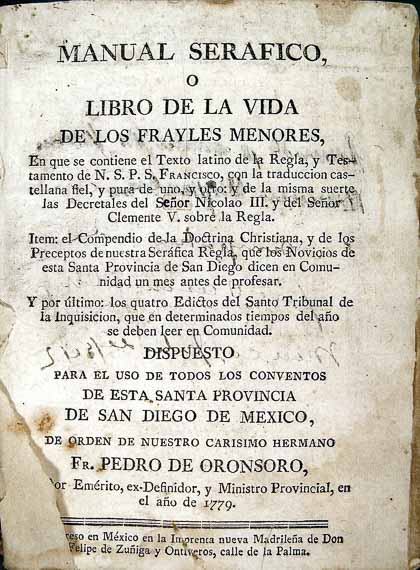 MANUAL SERAFICO,
O
LIBRO DE LA VIDA
DE LOS FRAYLES MENORES,
En que se contiene el Texto latino de la Regla, y Tes-
tamento de N. S. P. S. FRANCISCO, con la traduccion cas-
tellana fiel, y pura de uno, y otro: y de la misma suerte
las Decretales del Señor Nicolao III. y del Señor
Clemente V. sobre la Regla.
Item: el Compendio de la Doctrina Christiana, y de los
Preceptos de nuestra Seráfica Regla, que los Novicios de
esta Santa Provincia de San Diego dicen en Comu-
nidad un mes antes de profesar.
Y por último: los quatro Edictos del Santo Tribunal de
la Inquisicion, que en determinados tiempos del año
se deben leer en Comunidad.
DISPUESTO
PARA EL USO DE TODOS LOS CONVENTOS
DE ESTA SANTA PROVINCIA
DE SAN DIEGO DE MEXICO,
DE ORDEN DE NUESTRO CARISIMO HERMANO
FR. PEDRO DE ORONSORO,
or Emérito, ex-Definidor, y Ministro Provincial, en
el año de 1779.
reso en México en la Imprenta nueva Madrileña de Don
Felipe de Zuñiga y Ontiveros, calle de la Palma.